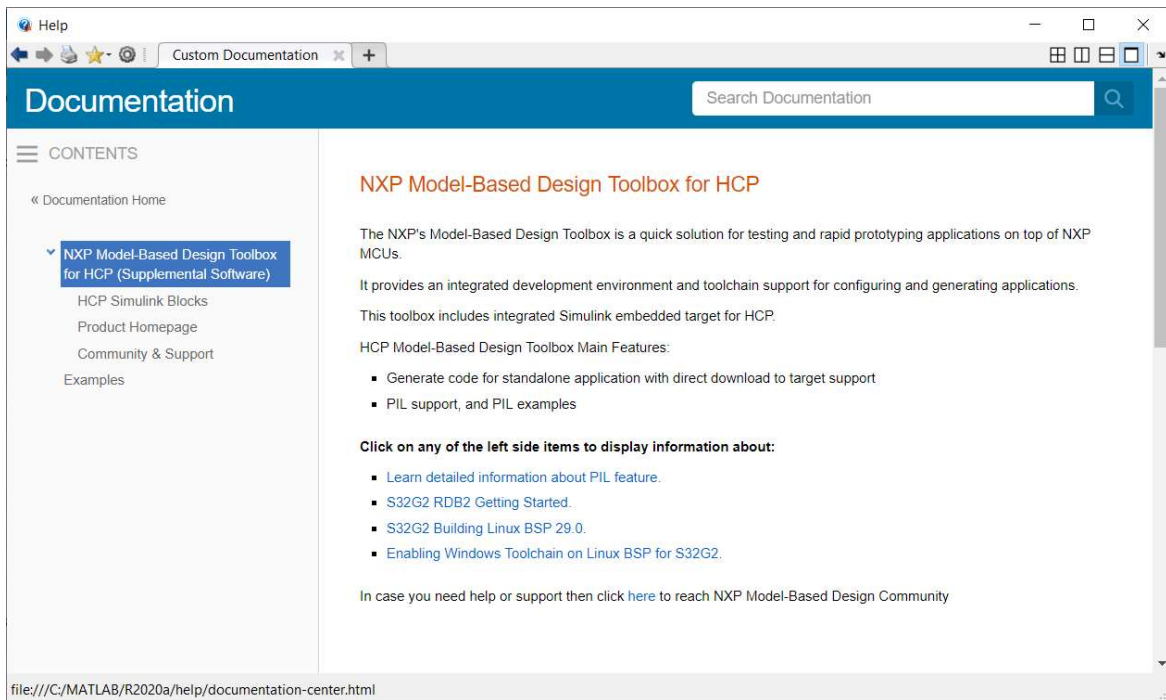 Help
Custom Documentation
Documentation
Search Documentation
CONTENTS
« Documentation Home
NXP Model-Based Design Toolbox
for HCP (Supplemental Software)
HCP Simulink Blocks
Product Homepage
Community & Support
Examples
NXP Model-Based Design Toolbox for HCP
The NXP's Model-Based Design Toolbox is a quick solution for testing and rapid prototyping applications on top of NXP
MCUs.
It provides an integrated development environment and toolchain support for configuring and generating applications.
This toolbox includes integrated Simulink embedded target for HCP.
HCP Model-Based Design Toolbox Main Features:
▪ Generate code for standalone application with direct download to target support
▪ PIL support, and PIL examples
Click on any of the left side items to display information about:
▪ Learn detailed information about PIL feature.
▪ S32G2 RDB2 Getting Started.
▪ S32G2 Building Linux BSP 29.0.
▪ Enabling Windows Toolchain on Linux BSP for S32G2.
In case you need help or support then click here to reach NXP Model-Based Design Community
file:///C:/MATLAB/R2020a/help/documentation-center.html